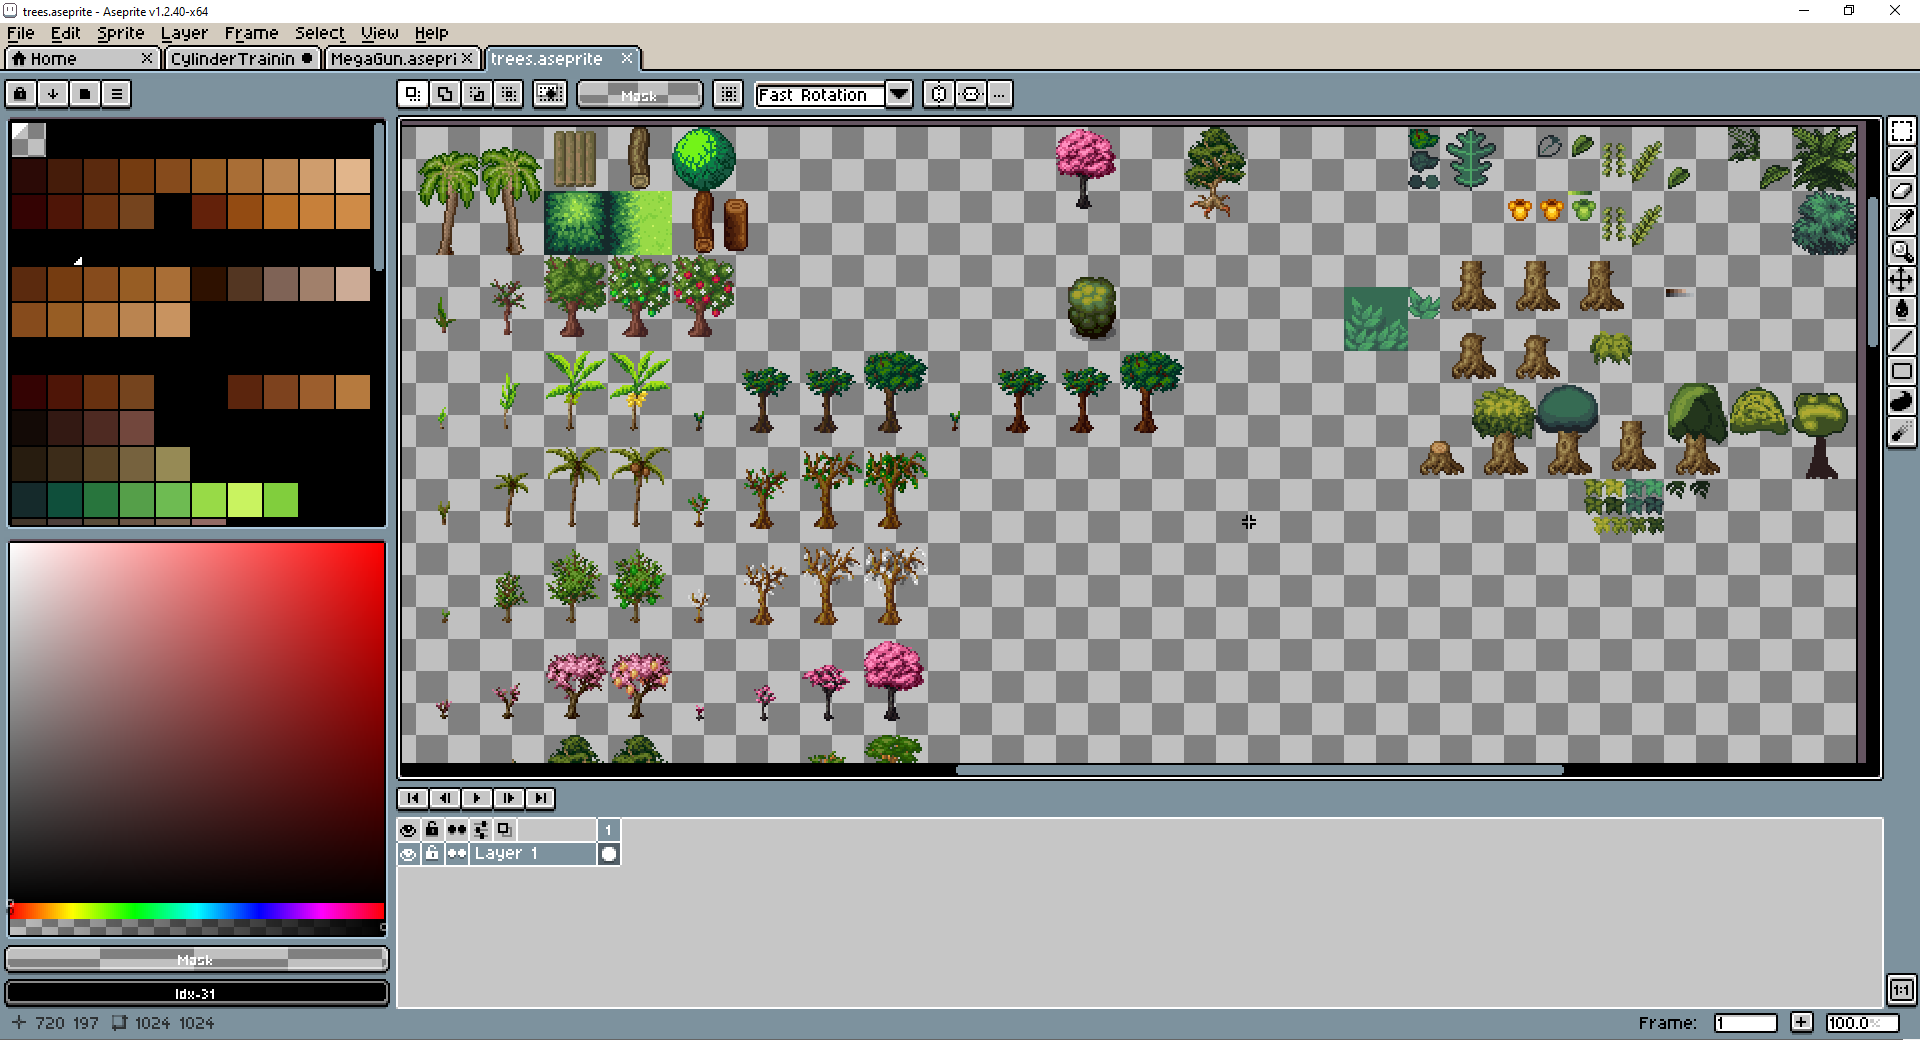 trees.aseprite - Aseprite v1.2.40-x64
File Edit Sprite Layer Frame Select View Help
Home
CylinderTrainin
MegaGun.asepri
trees.aseprite
Mask
Fast Rotation
1
Layer 1
Mask
Idx-31
1:1
720 197 1024 1024
Frame: 1
100.0